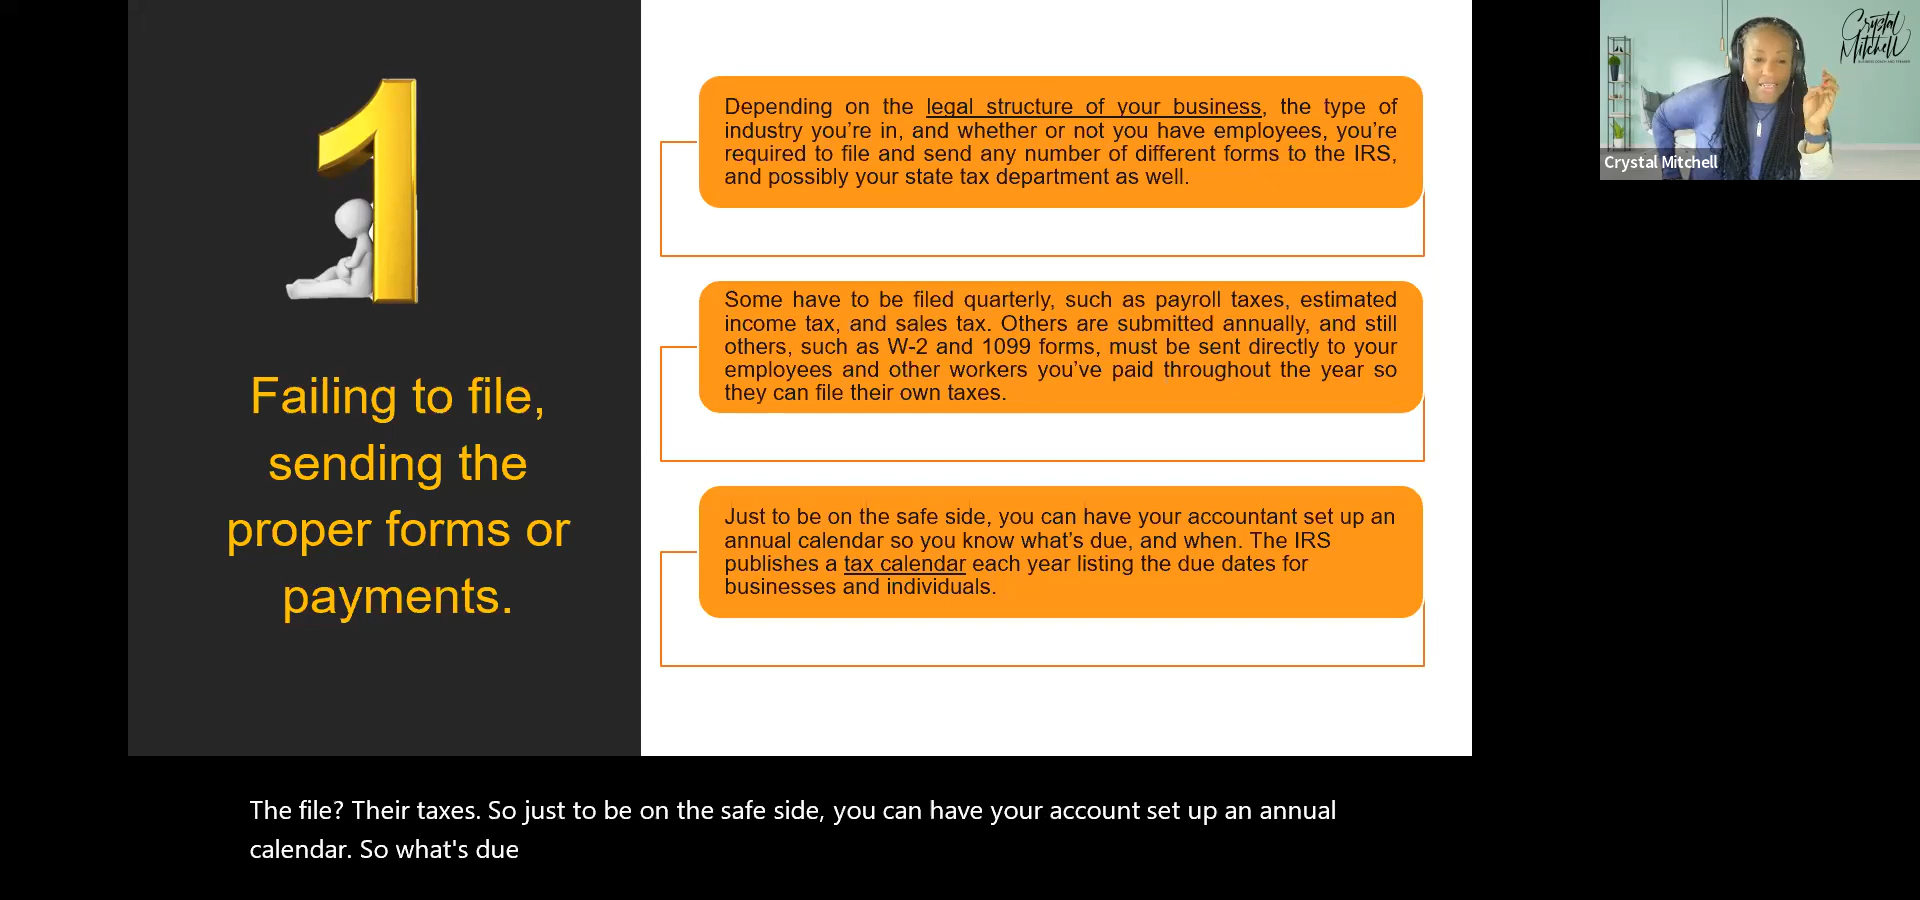 1
Failing to file,
sending the
proper forms or
payments.
Depending on the legal structure of your business, the type of
industry you’re in, and whether or not you have employees, you’re
required to file and send any number of different forms to the IRS,
and possibly your state tax department as well.
Some have to be filed quarterly, such as payroll taxes, estimated
income tax, and sales tax. Others are submitted annually, and still
others, such as W-2 and 1099 forms, must be sent directly to your
employees and other workers you’ve paid throughout the year so
they can file their own taxes.
Just to be on the safe side, you can have your accountant set up an
annual calendar so you know what’s due, and when. The IRS
publishes a tax calendar each year listing the due dates for
businesses and individuals.
Crystal
Mitchell
Crystal Mitchell
The file? Their taxes. So just to be on the safe side, you can have your account set up an annual
calendar. So what's due